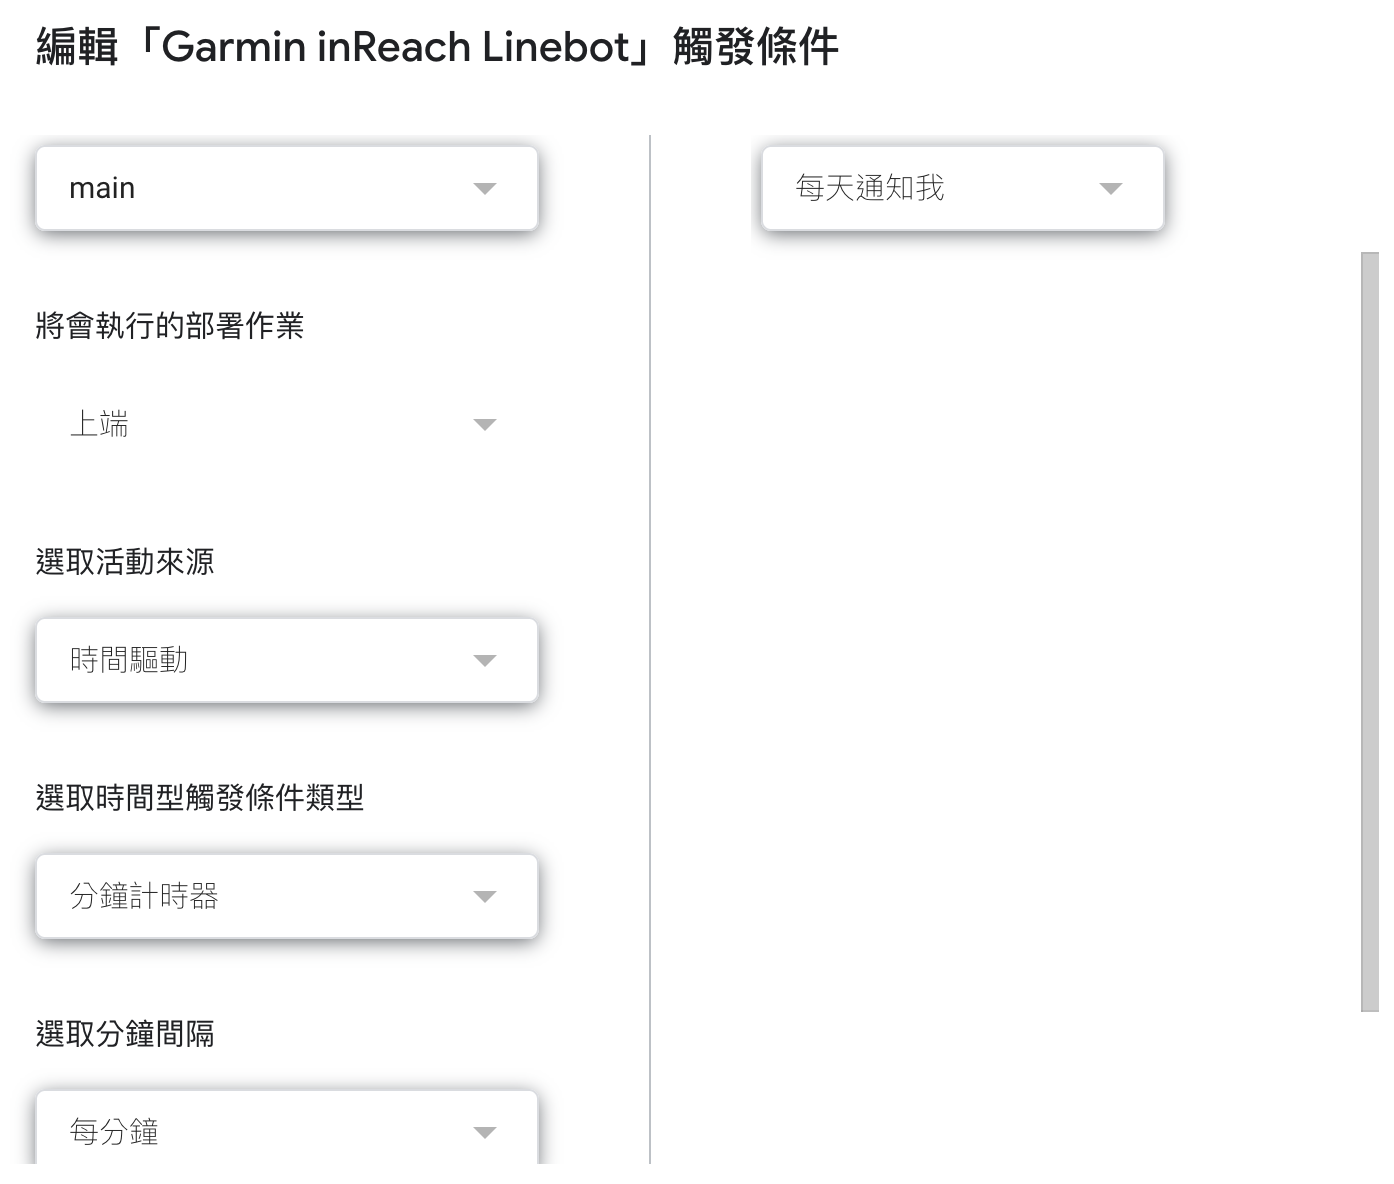 編輯「Garmin inReach Linebot」觸發條件
main
將會執行的部署作業
上端
選取活動來源
時間驅動
選取時間型觸發條件類型
分鐘計時器
選取分鐘間隔
每分鐘
每天通知我